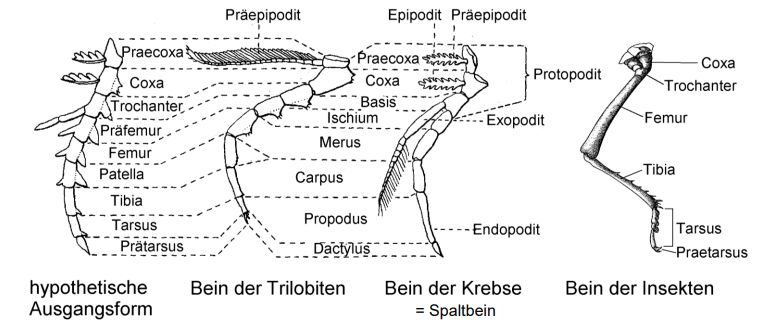 Präepipodit
Epipodit Präepipodit
Praecoxa
Praecoxa
Coxa
Coxa
Protopodit
Coxa
Trochanter
Trochanter
Basis
Präfemur
Ischium
Exopodit
Femur
Femur
Merus
Patella
Carpus
Tibia
Tibia
Propodus
Tarsus
Endopodit
Tarsus
Prätarsus
Dactylus
Praetarsus
hypothetische
Ausgangsform
Bein der Trilobiten
Bein der Krebse
= Spaltbein
Bein der Insekten